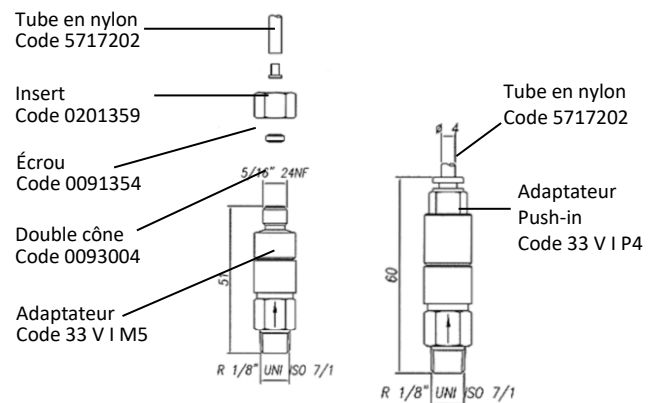 Tube en nylon
Code 5717202
Insert
Code 0201359
Écrou
Code 0091354
5/16" 24NF
Double cône
Code 0093004
51
Adaptateur
Code 33 V I M5
R 1/8" UNI ISO 7/1
Tube en nylon
Code 5717202
ø 4
Adaptateur
Push-in
Code 33 V I P4
60
R 1/8" UNI ISO 7/1